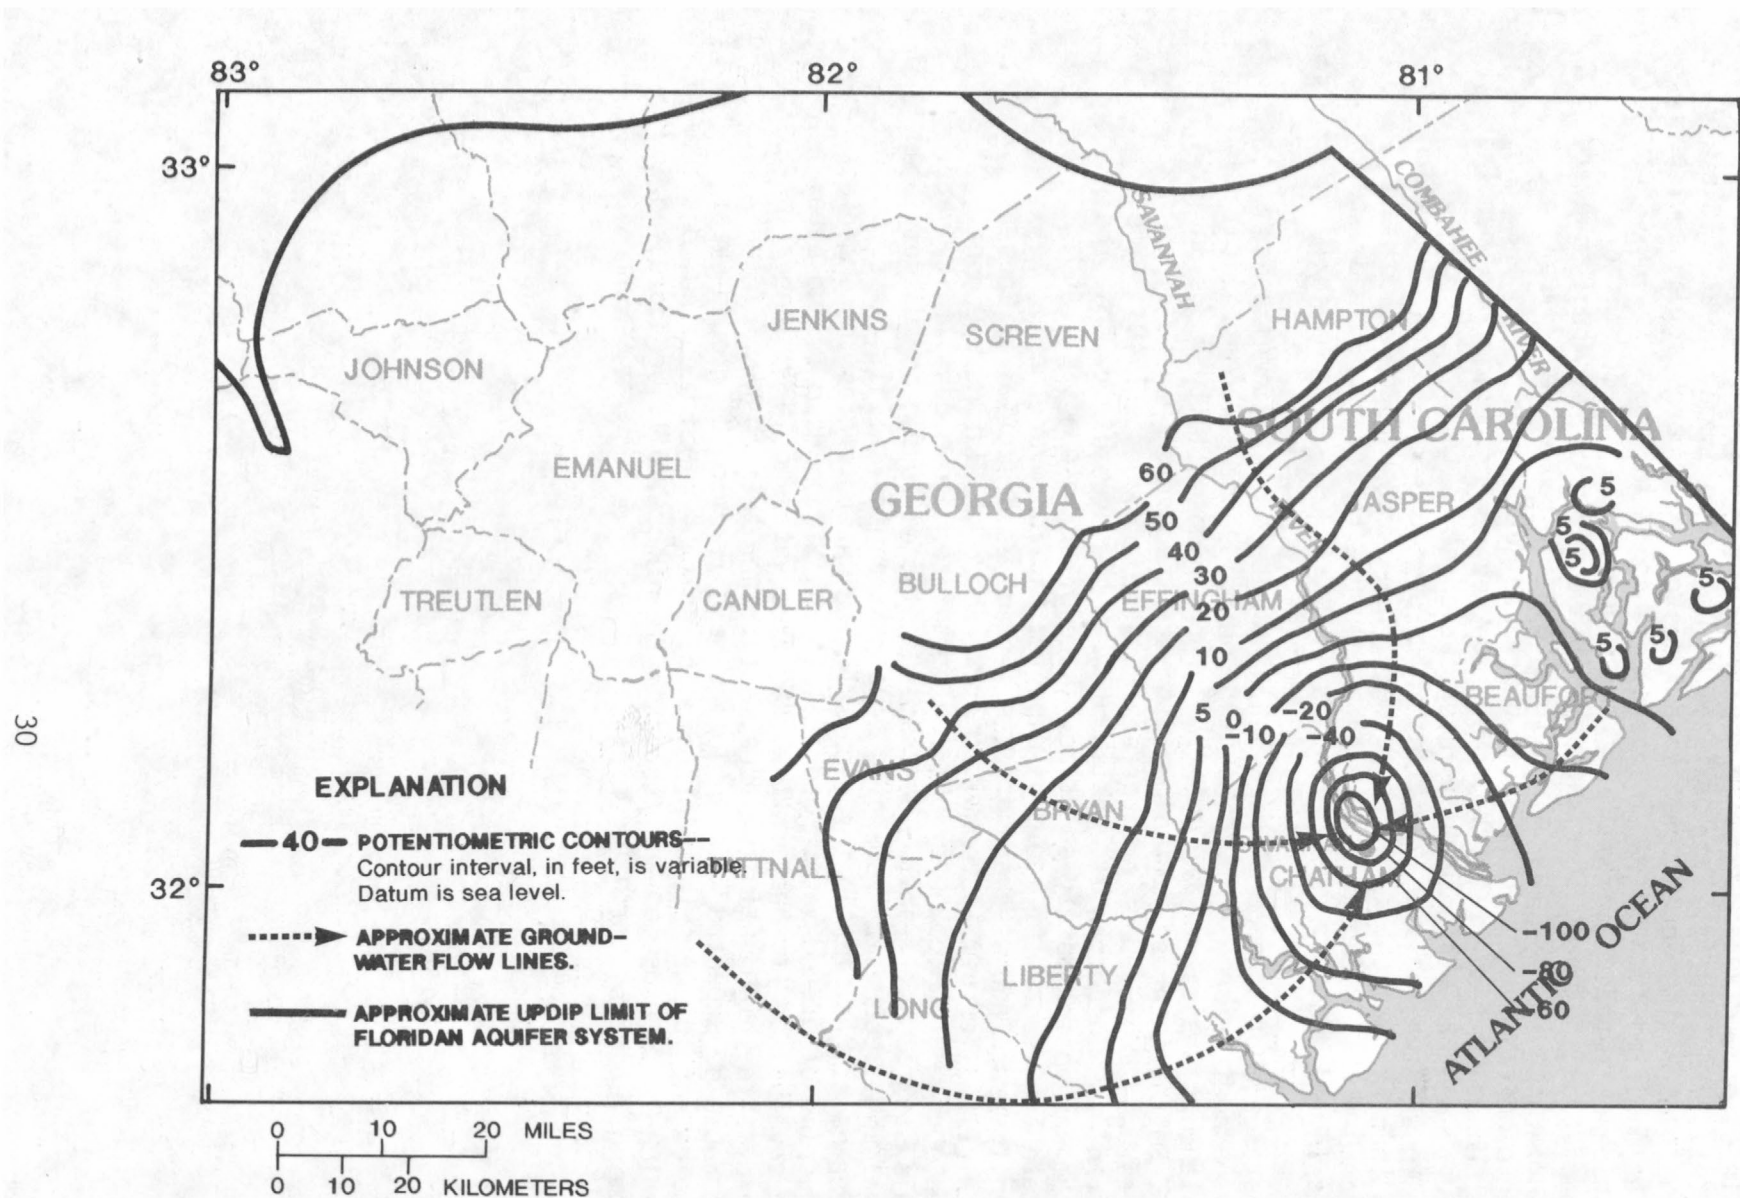 83°
82°
81°
33°
COMBAHEE
RIVER
SAVANNAH
RIVER
JENKINS
SCREVEN
HAMPTON
JOHNSON
SOUTH CAROLINA
EMANUEL
60
GEORGIA
JASPER
5
50
5
40
5
30
BULLOCH
5
TREUTLEN
CANDLER
EFFINGHAM
20
5
10
5
BEAUFORT
5
0
-20
-10
-40
30
EVANS
EXPLANATION
BRYAN
40
POTENTIOMETRIC CONTOURS—
Contour interval, in feet, is variable.
Datum is sea level.
TATTNALL
SAVANNAH
CHATHAM
32°
-100
APPROXIMATE GROUND-
WATER FLOW LINES.
-80
LIBERTY
ATLANTIC OCEAN
-60
LONG
APPROXIMATE UPDIP LIMIT OF
FLORIDAN AQUIFER SYSTEM.
0 10 20 MILES
0 10 20 KILOMETERS